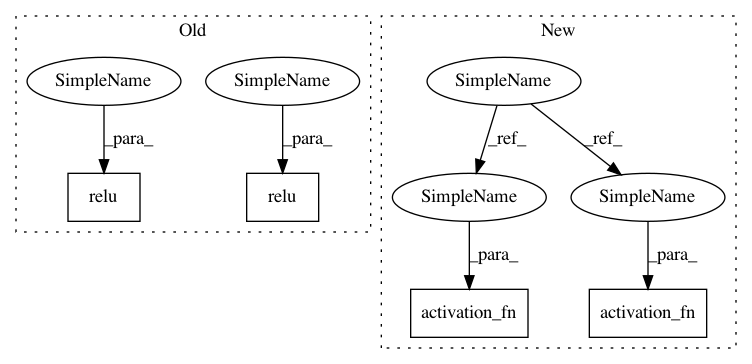 Old
New
SimpleName
SimpleName
SimpleName
_para_
_para_
_ref_
_ref_
relu
relu
SimpleName
SimpleName
_para_
_para_
activation_fn
activation_fn